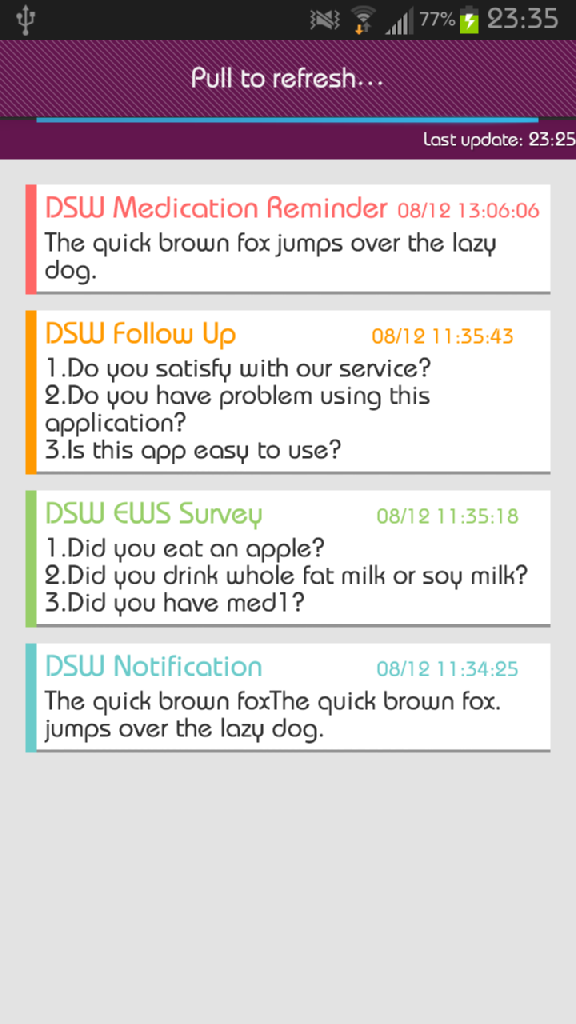 77% 23:35
Pull to refresh...
Last update: 23:25
DSW Medication Reminder 08/12 13:06:06
The quick brown fox jumps over the lazy
dog.
DSW Follow Up 08/12 11:35:43
1.Do you satisfy with our service?
2.Do you have problem using this
application?
3.Is this app easy to use?
DSW EWS Survey 08/12 11:35:18
1.Did you eat an apple?
2.Did you drink whole fat milk or soy milk?
3.Did you have med1?
DSW Notification 08/12 11:34:25
The quick brown foxThe quick brown fox.
jumps over the lazy dog.